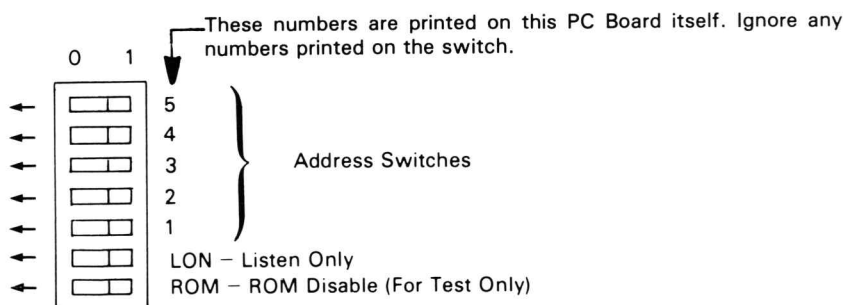 These numbers are printed on this PC Board itself. Ignore any
numbers printed on the switch.
0 1
5
4
3
Address Switches
2
1
LON – Listen Only
ROM – ROM Disable (For Test Only)